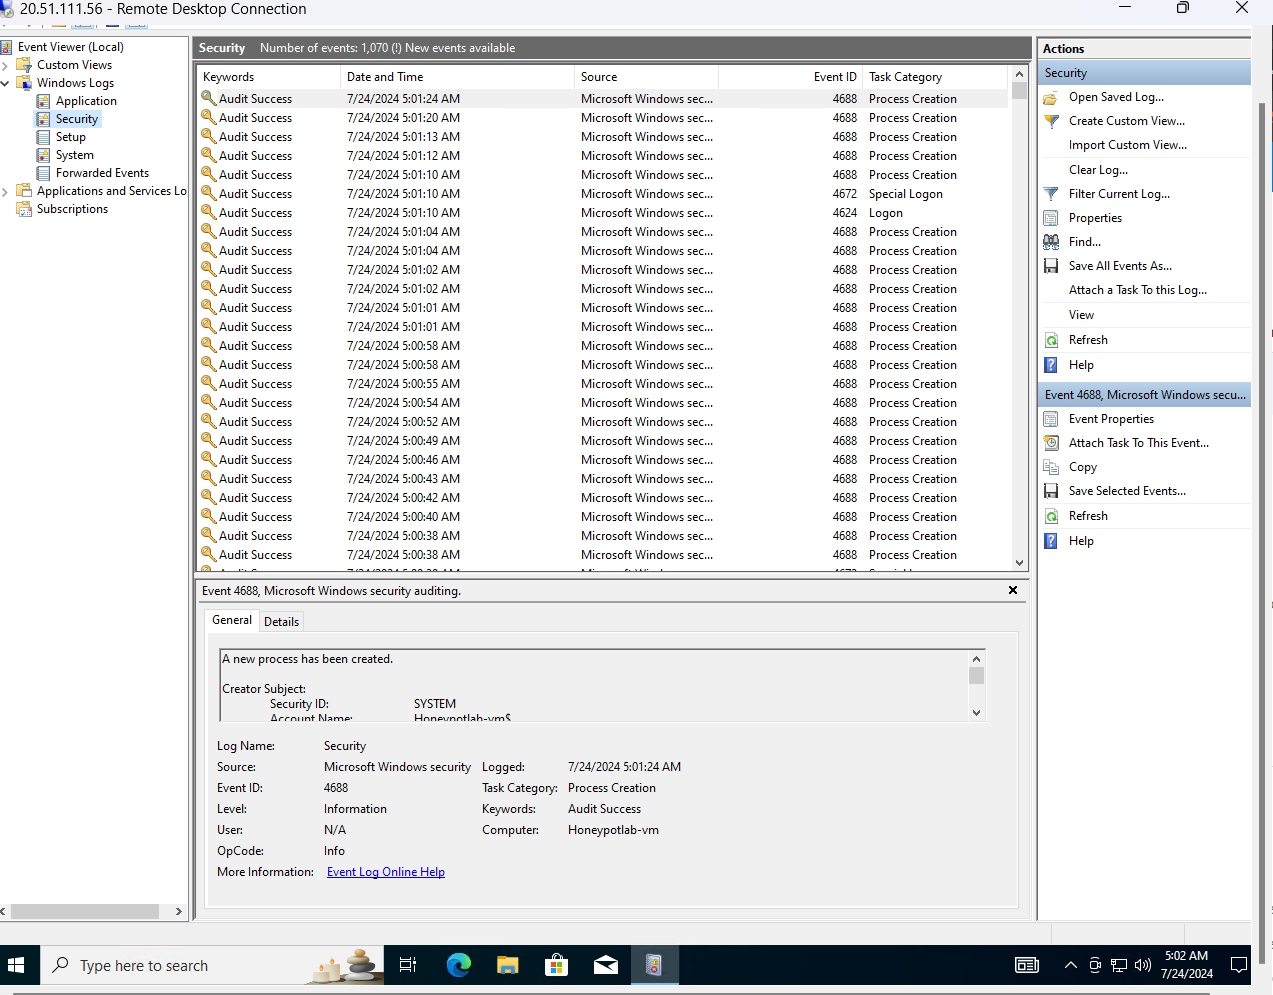 20.51.111.56 - Remote Desktop Connection
Event Viewer (Local)
Custom Views
Windows Logs
Application
Security
Setup
System
Forwarded Events
Applications and Services Lo
Subscriptions
Security Number of events: 1,070 (!) New events available
Keywords Date and Time Source Event ID Task Category
Audit Success 7/24/2024 5:01:24 AM Microsoft Windows sec... 4688 Process Creation
Audit Success 7/24/2024 5:01:20 AM Microsoft Windows sec... 4688 Process Creation
Audit Success 7/24/2024 5:01:13 AM Microsoft Windows sec... 4688 Process Creation
Audit Success 7/24/2024 5:01:12 AM Microsoft Windows sec... 4688 Process Creation
Audit Success 7/24/2024 5:01:10 AM Microsoft Windows sec... 4688 Process Creation
Audit Success 7/24/2024 5:01:10 AM Microsoft Windows sec... 4672 Special Logon
Audit Success 7/24/2024 5:01:10 AM Microsoft Windows sec... 4624 Logon
Audit Success 7/24/2024 5:01:04 AM Microsoft Windows sec... 4688 Process Creation
Audit Success 7/24/2024 5:01:04 AM Microsoft Windows sec... 4688 Process Creation
Audit Success 7/24/2024 5:01:02 AM Microsoft Windows sec... 4688 Process Creation
Audit Success 7/24/2024 5:01:02 AM Microsoft Windows sec... 4688 Process Creation
Audit Success 7/24/2024 5:01:01 AM Microsoft Windows sec... 4688 Process Creation
Audit Success 7/24/2024 5:01:01 AM Microsoft Windows sec... 4688 Process Creation
Audit Success 7/24/2024 5:00:58 AM Microsoft Windows sec... 4688 Process Creation
Audit Success 7/24/2024 5:00:58 AM Microsoft Windows sec... 4688 Process Creation
Audit Success 7/24/2024 5:00:55 AM Microsoft Windows sec... 4688 Process Creation
Audit Success 7/24/2024 5:00:54 AM Microsoft Windows sec... 4688 Process Creation
Audit Success 7/24/2024 5:00:52 AM Microsoft Windows sec... 4688 Process Creation
Audit Success 7/24/2024 5:00:49 AM Microsoft Windows sec... 4688 Process Creation
Audit Success 7/24/2024 5:00:46 AM Microsoft Windows sec... 4688 Process Creation
Audit Success 7/24/2024 5:00:43 AM Microsoft Windows sec... 4688 Process Creation
Audit Success 7/24/2024 5:00:42 AM Microsoft Windows sec... 4688 Process Creation
Audit Success 7/24/2024 5:00:40 AM Microsoft Windows sec... 4688 Process Creation
Audit Success 7/24/2024 5:00:38 AM Microsoft Windows sec... 4688 Process Creation
Audit Success 7/24/2024 5:00:38 AM Microsoft Windows sec... 4688 Process Creation
Event 4688, Microsoft Windows security auditing.
General Details
A new process has been created.
Creator Subject:
Security ID: SYSTEM
Account Name: Honeypotlab-vm$
Log Name: Security
Source: Microsoft Windows security Logged: 7/24/2024 5:01:24 AM
Event ID: 4688 Task Category: Process Creation
Level: Information Keywords: Audit Success
User: N/A Computer: Honeypotlab-vm
OpCode: Info
More Information: Event Log Online Help
Actions
Security
Open Saved Log...
Create Custom View...
Import Custom View...
Clear Log...
Filter Current Log...
Properties
Find...
Save All Events As...
Attach a Task To this Log...
View
Refresh
Help
Event 4688, Microsoft Windows secu...
Event Properties
Attach Task To This Event...
Copy
Save Selected Events...
Refresh
Help
Type here to search
5:02 AM
7/24/2024